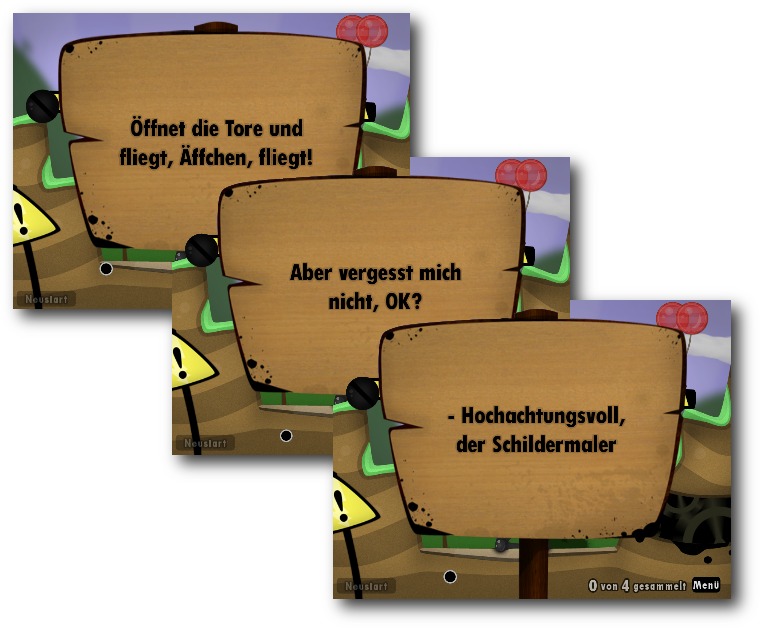 Öffnet die Tore und
fliegt, Äffchen, fliegt!
Neustart
Aber vergesst mich
nicht, OK?
Neustart
- Hochachtungsvoll,
der Schildermaler
Neustart
0 von 4 gesammelt Menü